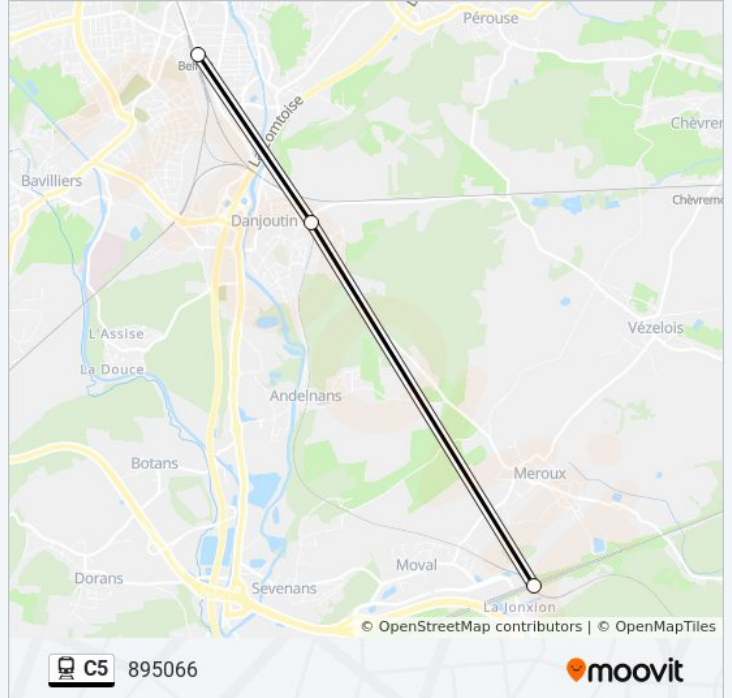 Pérouse
Chèvrer
Bavilliers
Chèvrem
Danjoutin
Vézelois
L'Assise
La Douce
Andelnans
Botans
Meroux
Moval
Dorans
Sevenans
La Jonxion
© OpenStreetMap contributors | © OpenMapTiles
C5 895066
moovit